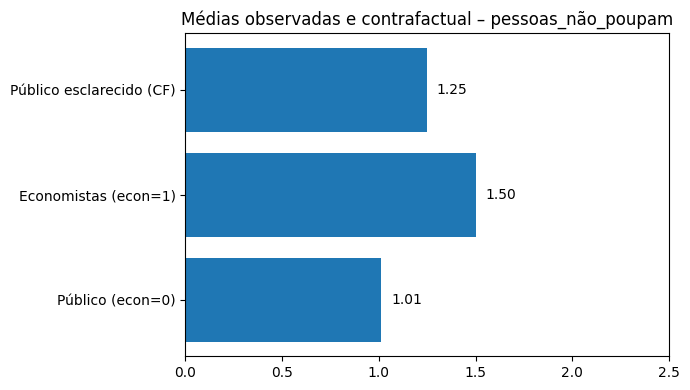 Médias observadas e contrafactual – pessoas_não_poupam
Público esclarecido (CF)
1.25
Economistas (econ=1)
1.50
Público (econ=0)
1.01
0.0 0.5 1.0 1.5 2.0 2.5